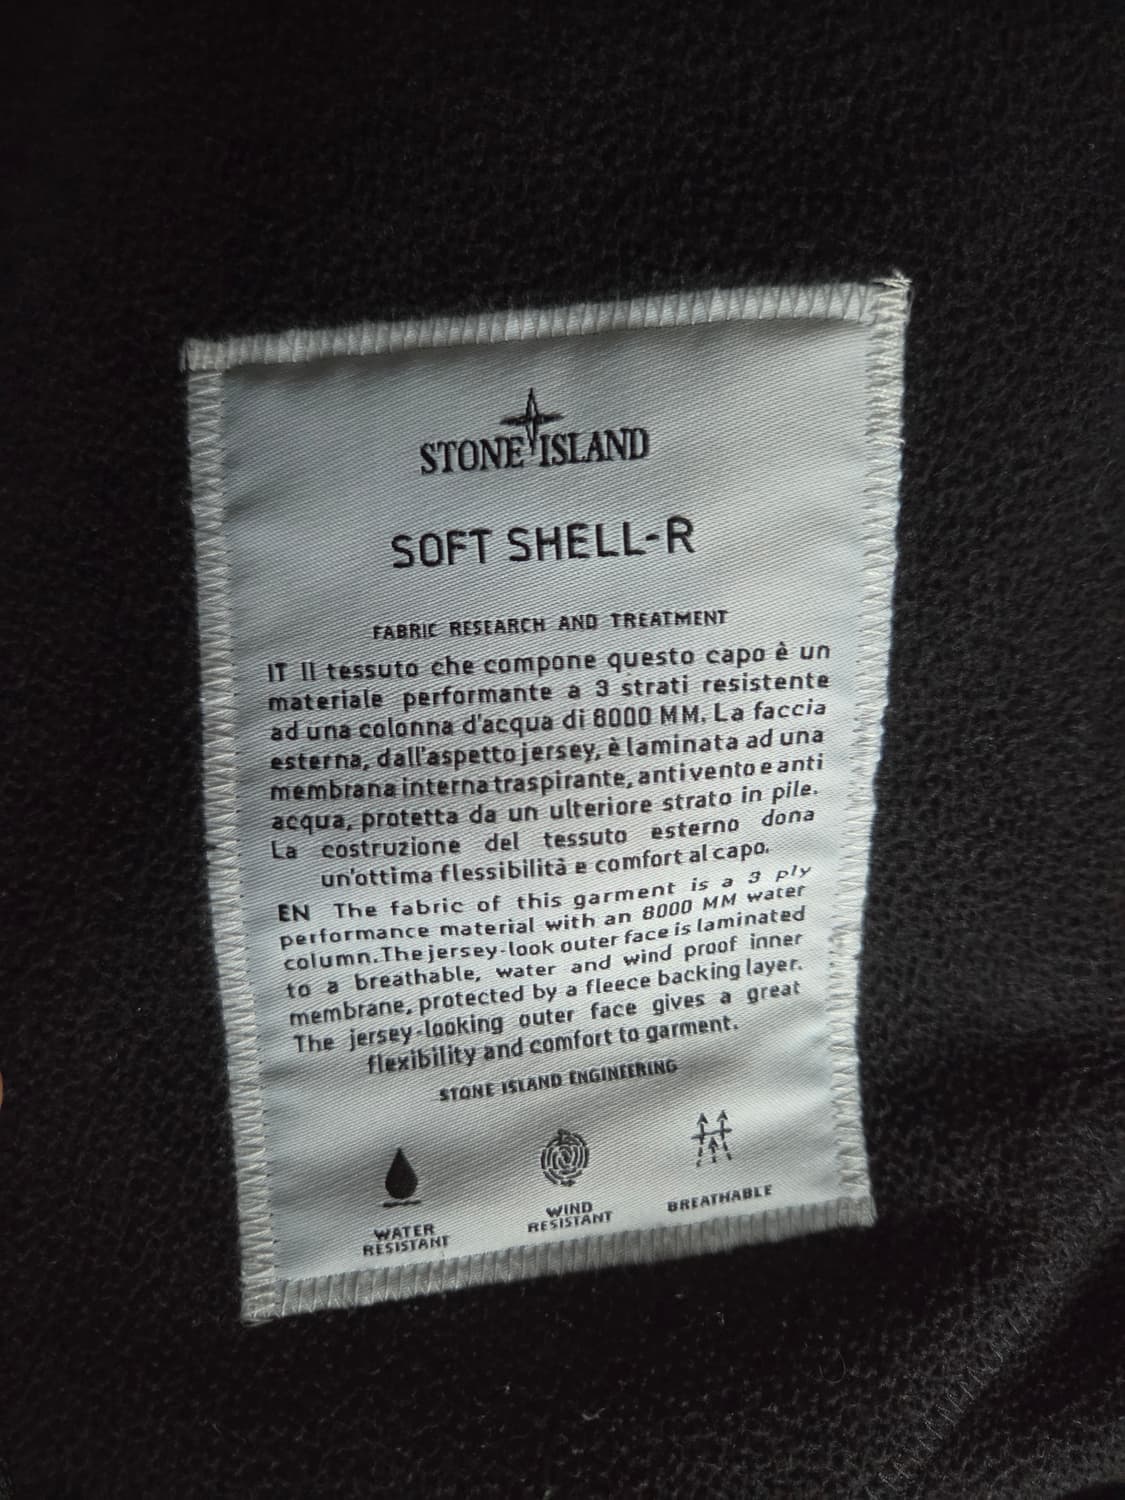 STONE ISLAND
SOFT SHELL-R
FABRIC RESEARCH AND TREATMENT
IT Il tessuto che compone questo capo è un
materiale performante a 3 strati resistente
ad una colonna d'acqua di 8000 MM. La faccia
esterna, dall'aspetto jersey, è laminata ad una
membrana interna traspirante, antivento e anti
acqua, protetta da un ulteriore strato in pile.
La costruzione del tessuto esterno dona
un'ottima flessibilità e comfort al capo.
EN The fabric of this garment is a 3 ply
performance material with an 8000 MM water
column. The jersey-look outer face is laminated
to a breathable, water and wind proof inner
membrane, protected by a fleece backing layer.
The jersey-looking outer face gives a great
flexibility and comfort to garment.
STONE ISLAND ENGINEERING
WATER
RESISTANT
WIND
RESISTANT
BREATHABLE